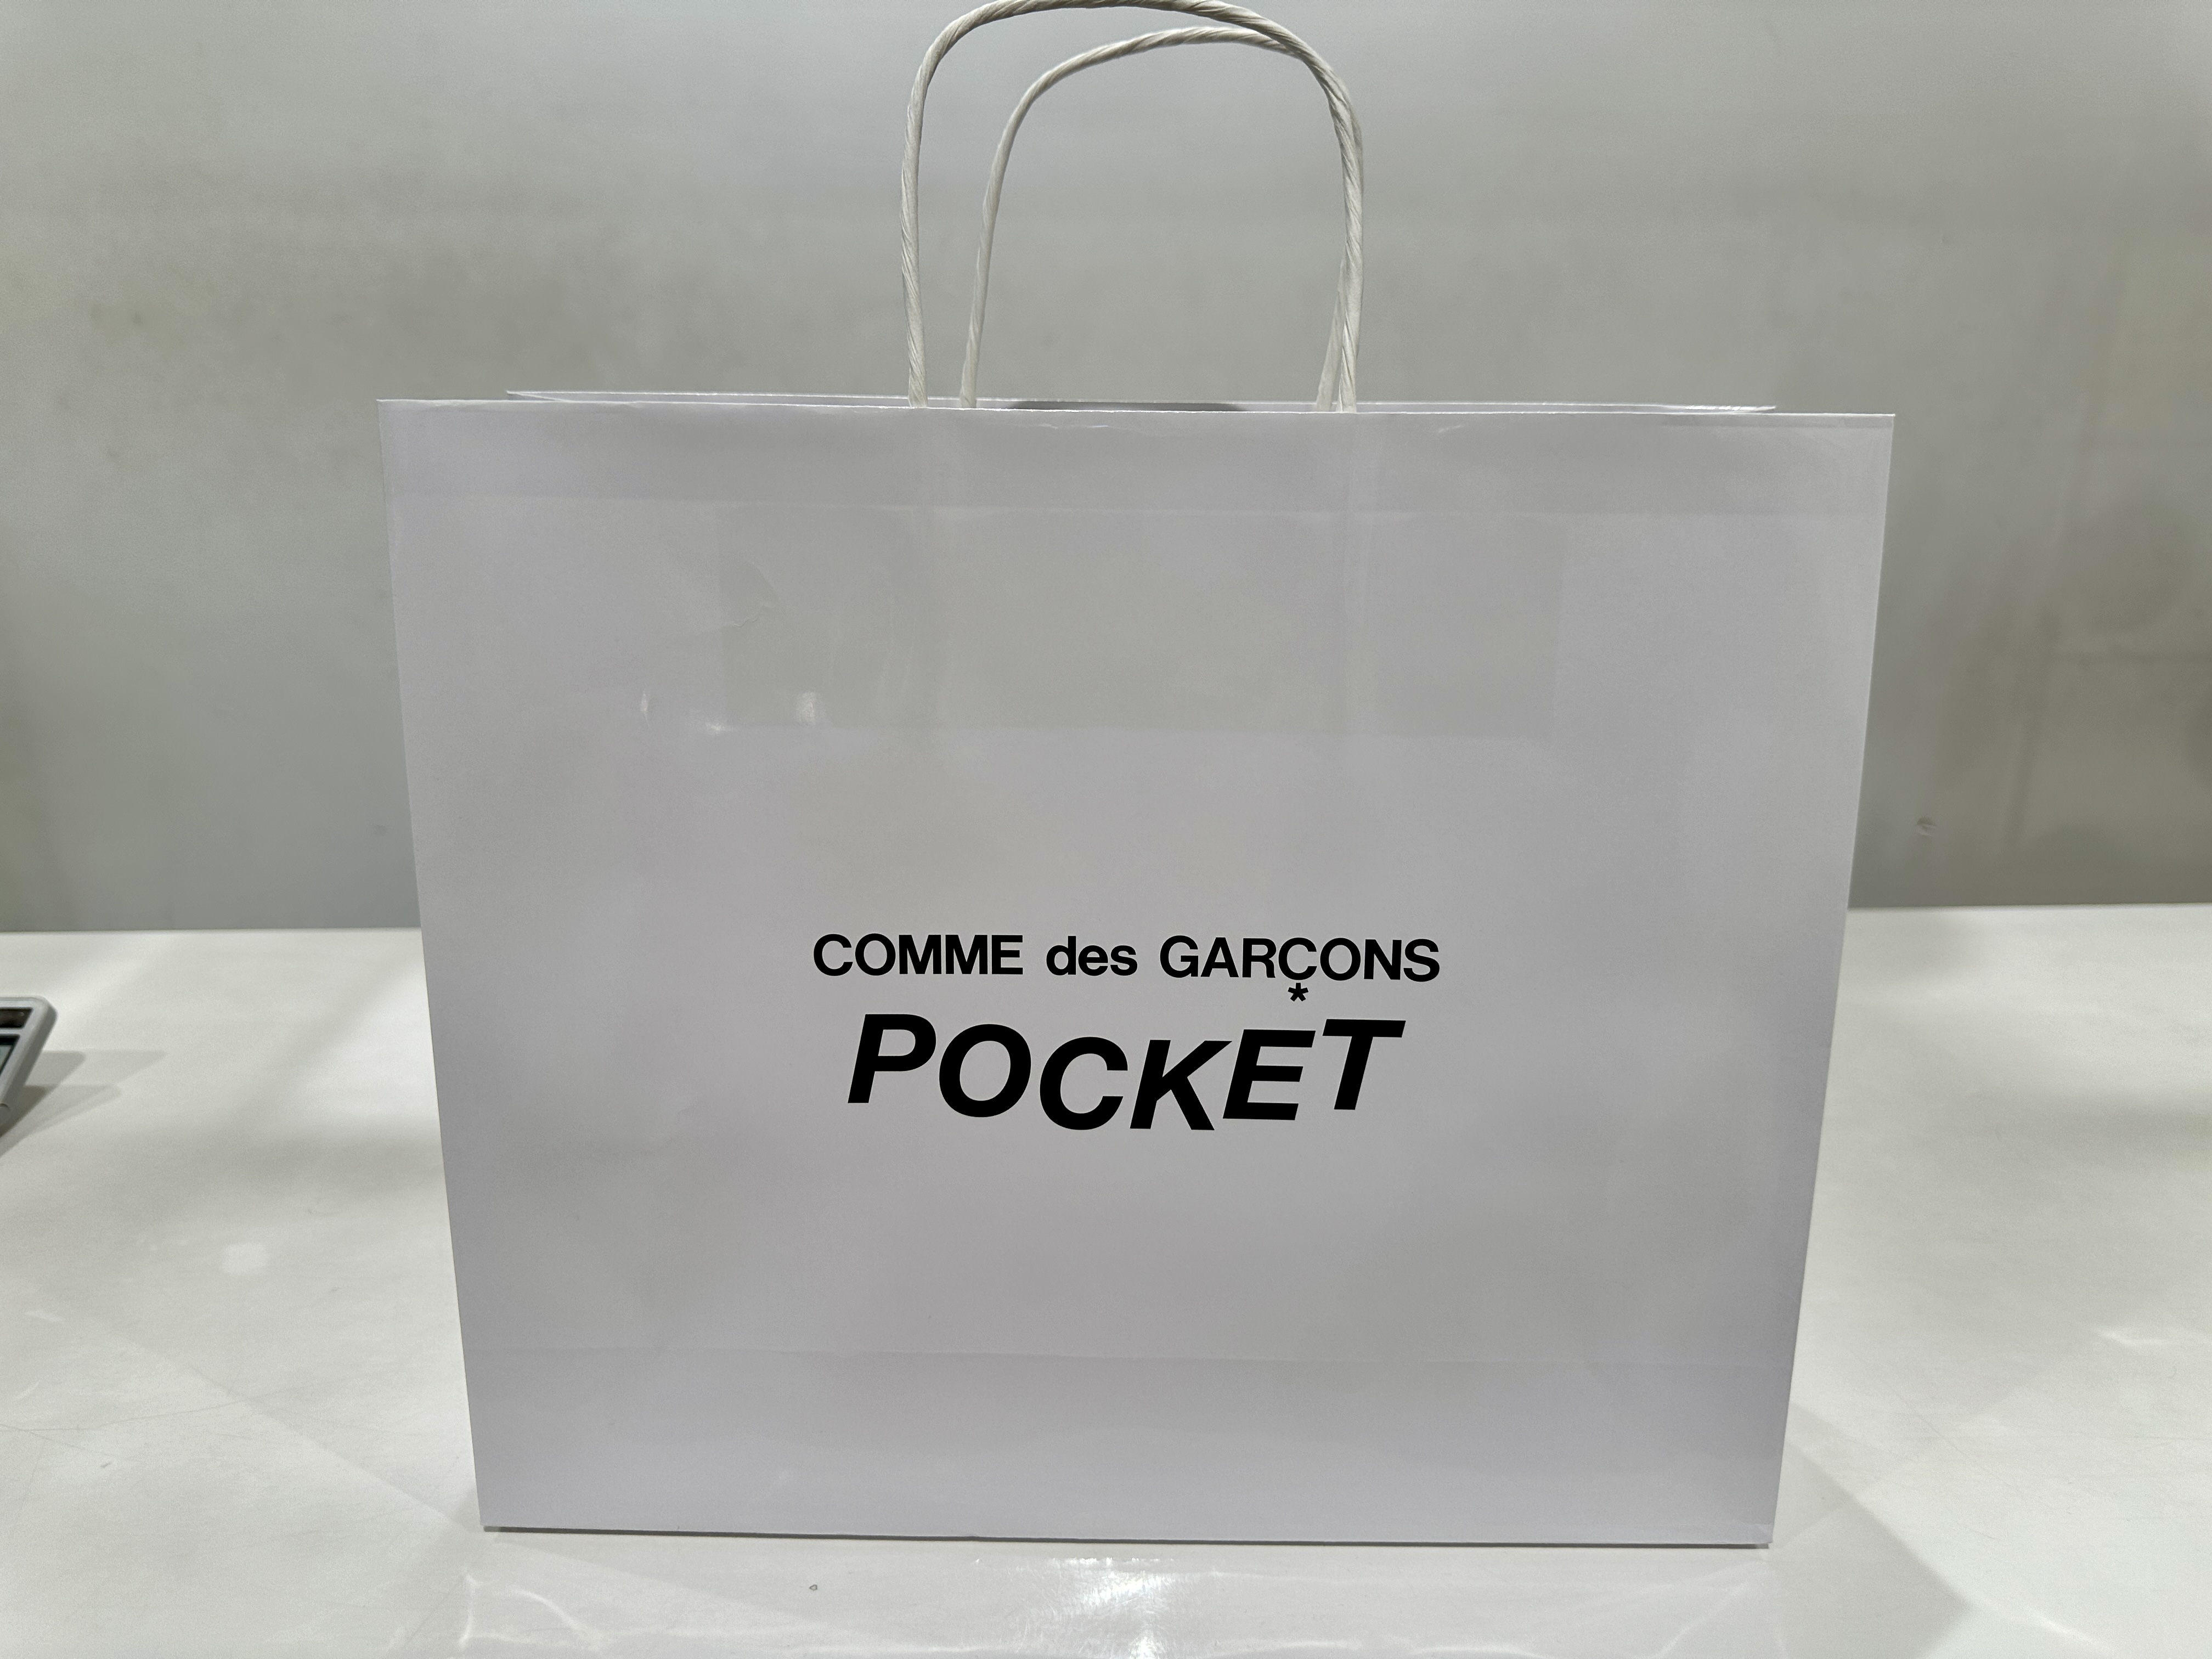 COMME des GARÇONS
*
POCKET